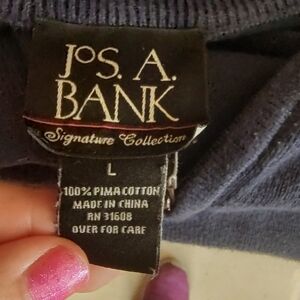 JOS. A.
BANK
Signature Collection
L
100% PIMA COTTON
MADE IN CHINA
RN 31608
OVER FOR CARE